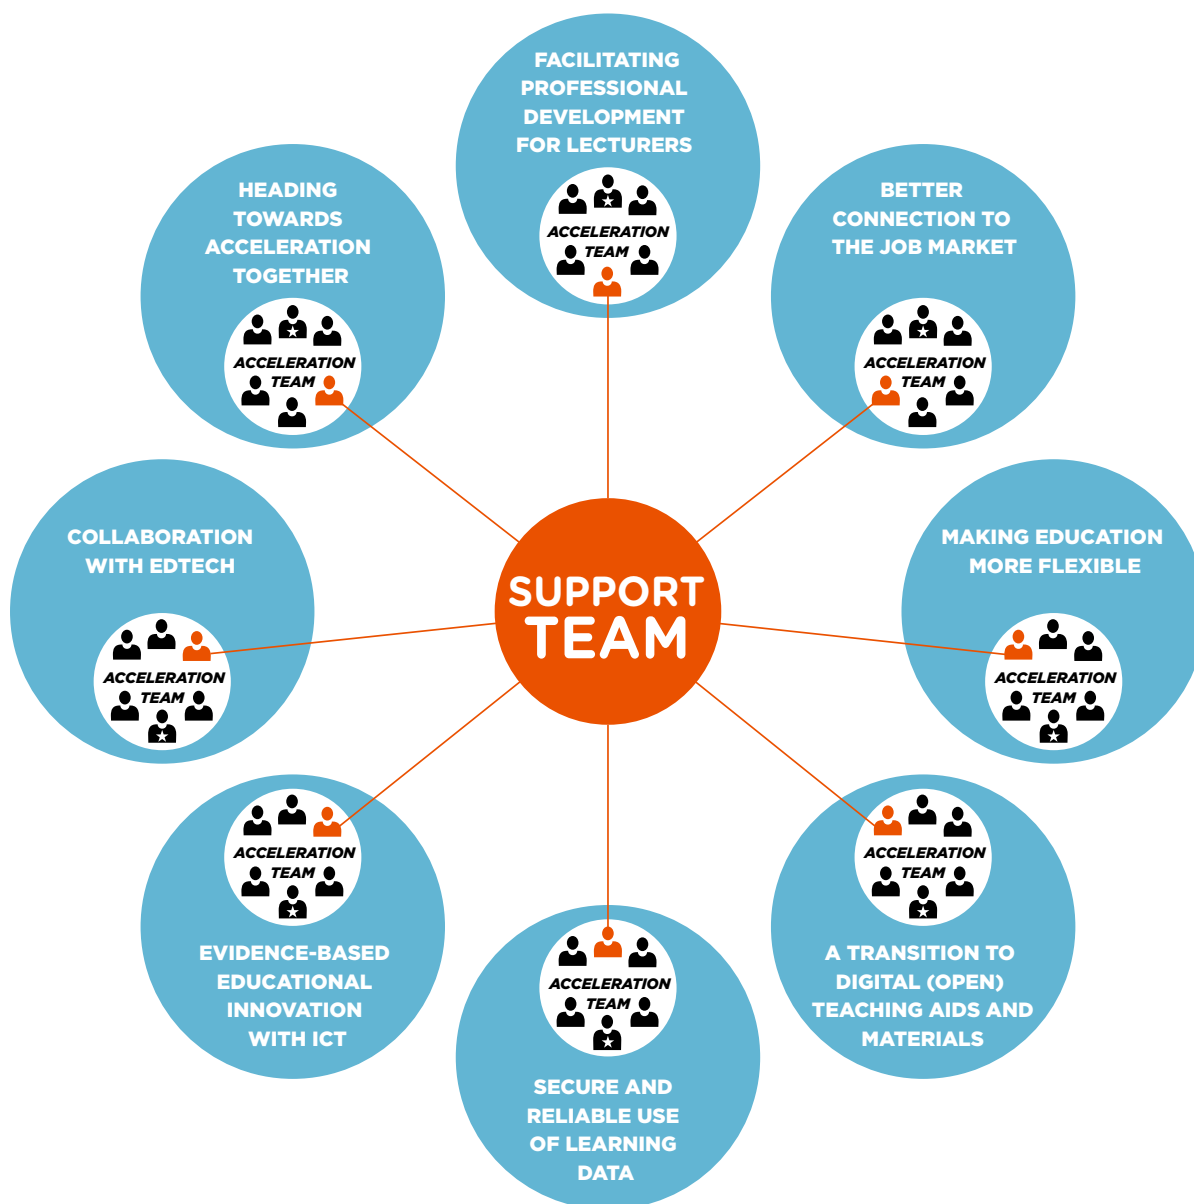 FACILITATING
PROFESSIONAL
DEVELOPMENT
FOR LECTURERS
ACCELERATION
TEAM
HEADING
TOWARDS
ACCELERATION
TOGETHER
ACCELERATION
TEAM
BETTER
CONNECTION TO
THE JOB MARKET
ACCELERATION
TEAM
COLLABORATION
WITH EDTECH
ACCELERATION
TEAM
SUPPORT
TEAM
MAKING EDUCATION
MORE FLEXIBLE
ACCELERATION
TEAM
ACCELERATION
TEAM
EVIDENCE-BASED
EDUCATIONAL
INNOVATION
WITH ICT
ACCELERATION
TEAM
A TRANSITION TO
DIGITAL (OPEN)
TEACHING AIDS AND
MATERIALS
ACCELERATION
TEAM
SECURE AND
RELIABLE USE
OF LEARNING
DATA